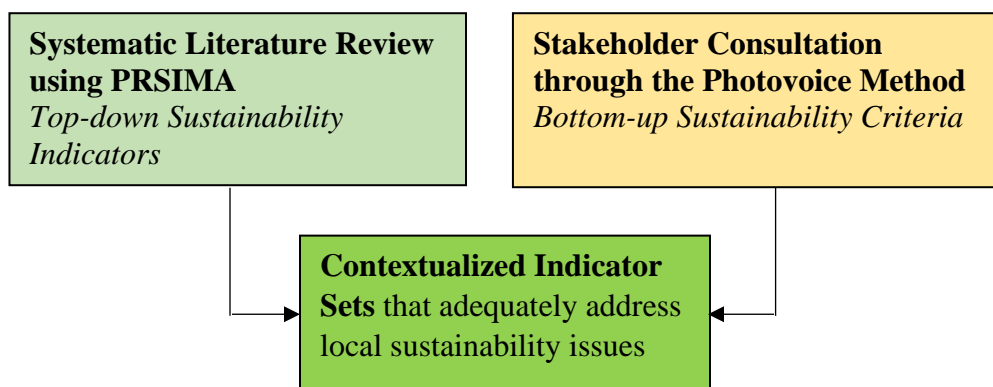 Systematic Literature Review
using PRSIMA
Top-down Sustainability
Indicators
Stakeholder Consultation
through the Photovoice Method
Bottom-up Sustainability Criteria
Contextualized Indicator
Sets that adequately address
local sustainability issues